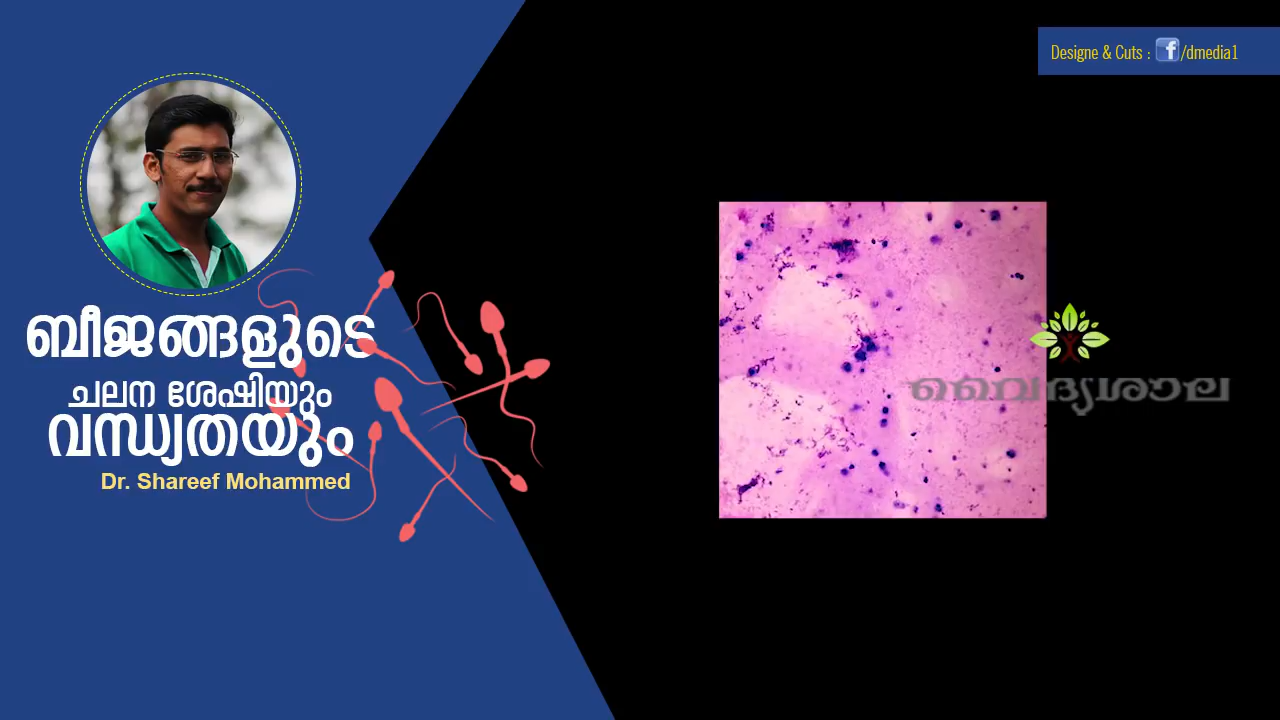 Designe & Cuts : f/dmedia1
ബീജങ്ങളുടെ
ചലന ശേഷിയും
വന്ധ്യതയും
Dr. Shareef Mohammed
വൈദ്യശാല